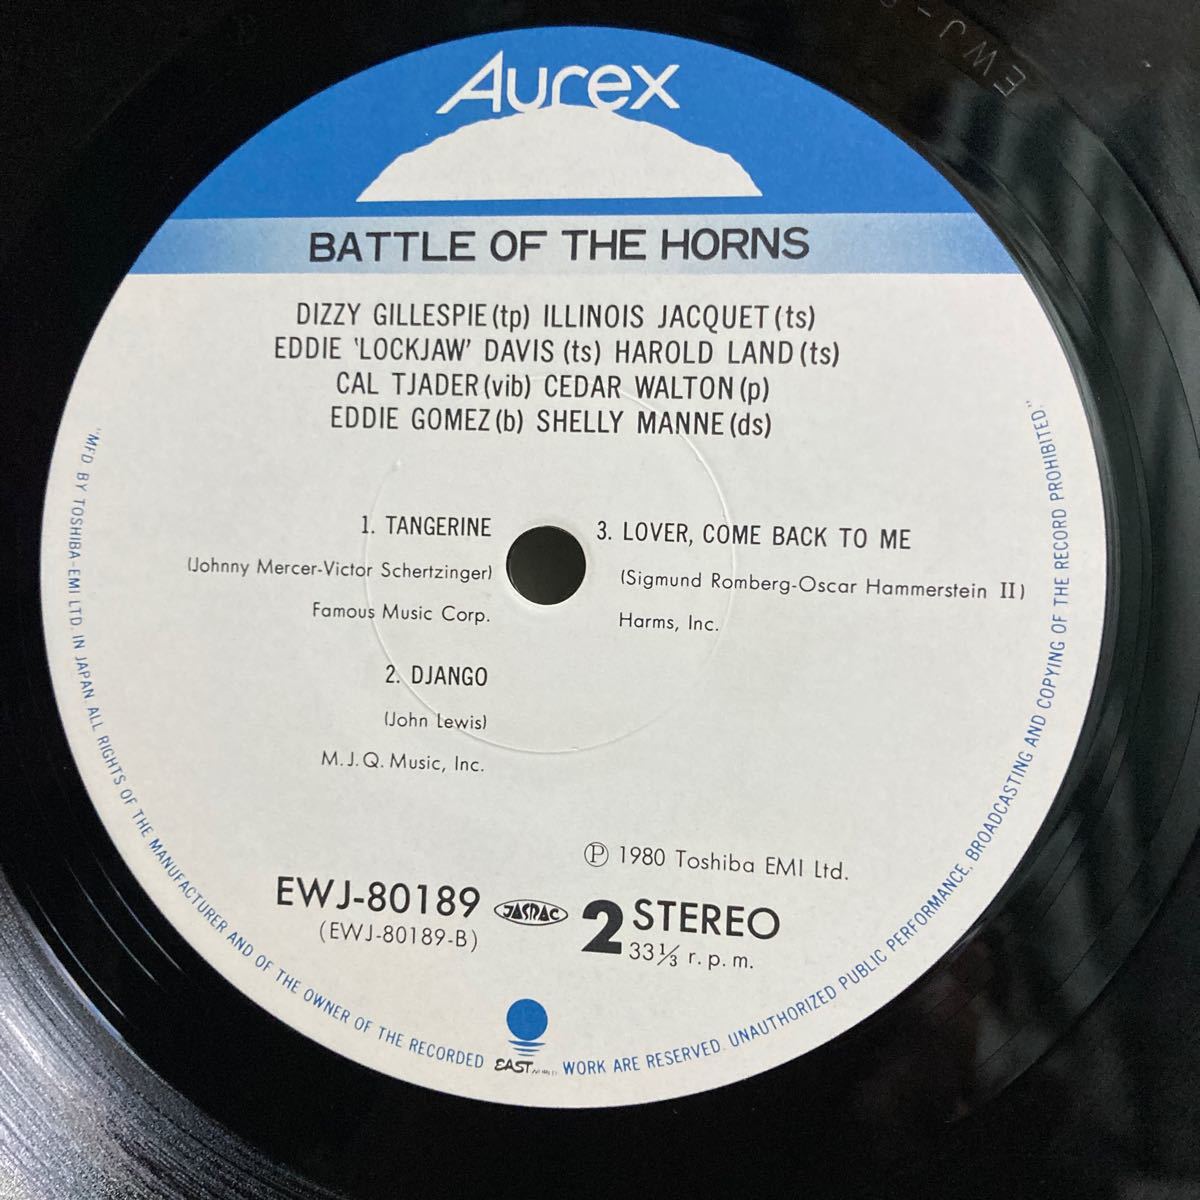 EWJ-8
Aurex
BATTLE OF THE HORNS
DIZZY GILLESPIE (tp) ILLINOIS JACQUET (ts)
EDDIE 'LOCKJAW' DAVIS (ts) HAROLD LAND (ts)
CAL TJADER (vib) CEDAR WALTON (p)
EDDIE GOMEZ (b) SHELLY MANNE (ds)
1. TANGERINE
(Johnny Mercer-Victor Schertzinger)
Famous Music Corp.
2. DJANGO
(John Lewis)
M.J.Q. Music, Inc.
3. LOVER, COME BACK TO ME
(Sigmund Romberg-Oscar Hammerstein II)
Harms, Inc.
Ⓟ 1980 Toshiba EMI Ltd.
EWJ-80189
(EWJ-80189-B)
JASRAC
2 STEREO
33⅓ r.p.m.
EAST WORLD
"MFD BY TOSHIBA-EMI LTD. IN JAPAN. ALL RIGHTS OF THE MANUFACTURER AND OF THE OWNER OF THE RECORDED WORK ARE RESERVED. UNAUTHORIZED PUBLIC PERFORMANCE, BROADCASTING AND COPYING OF THE RECORD PROHIBITED."